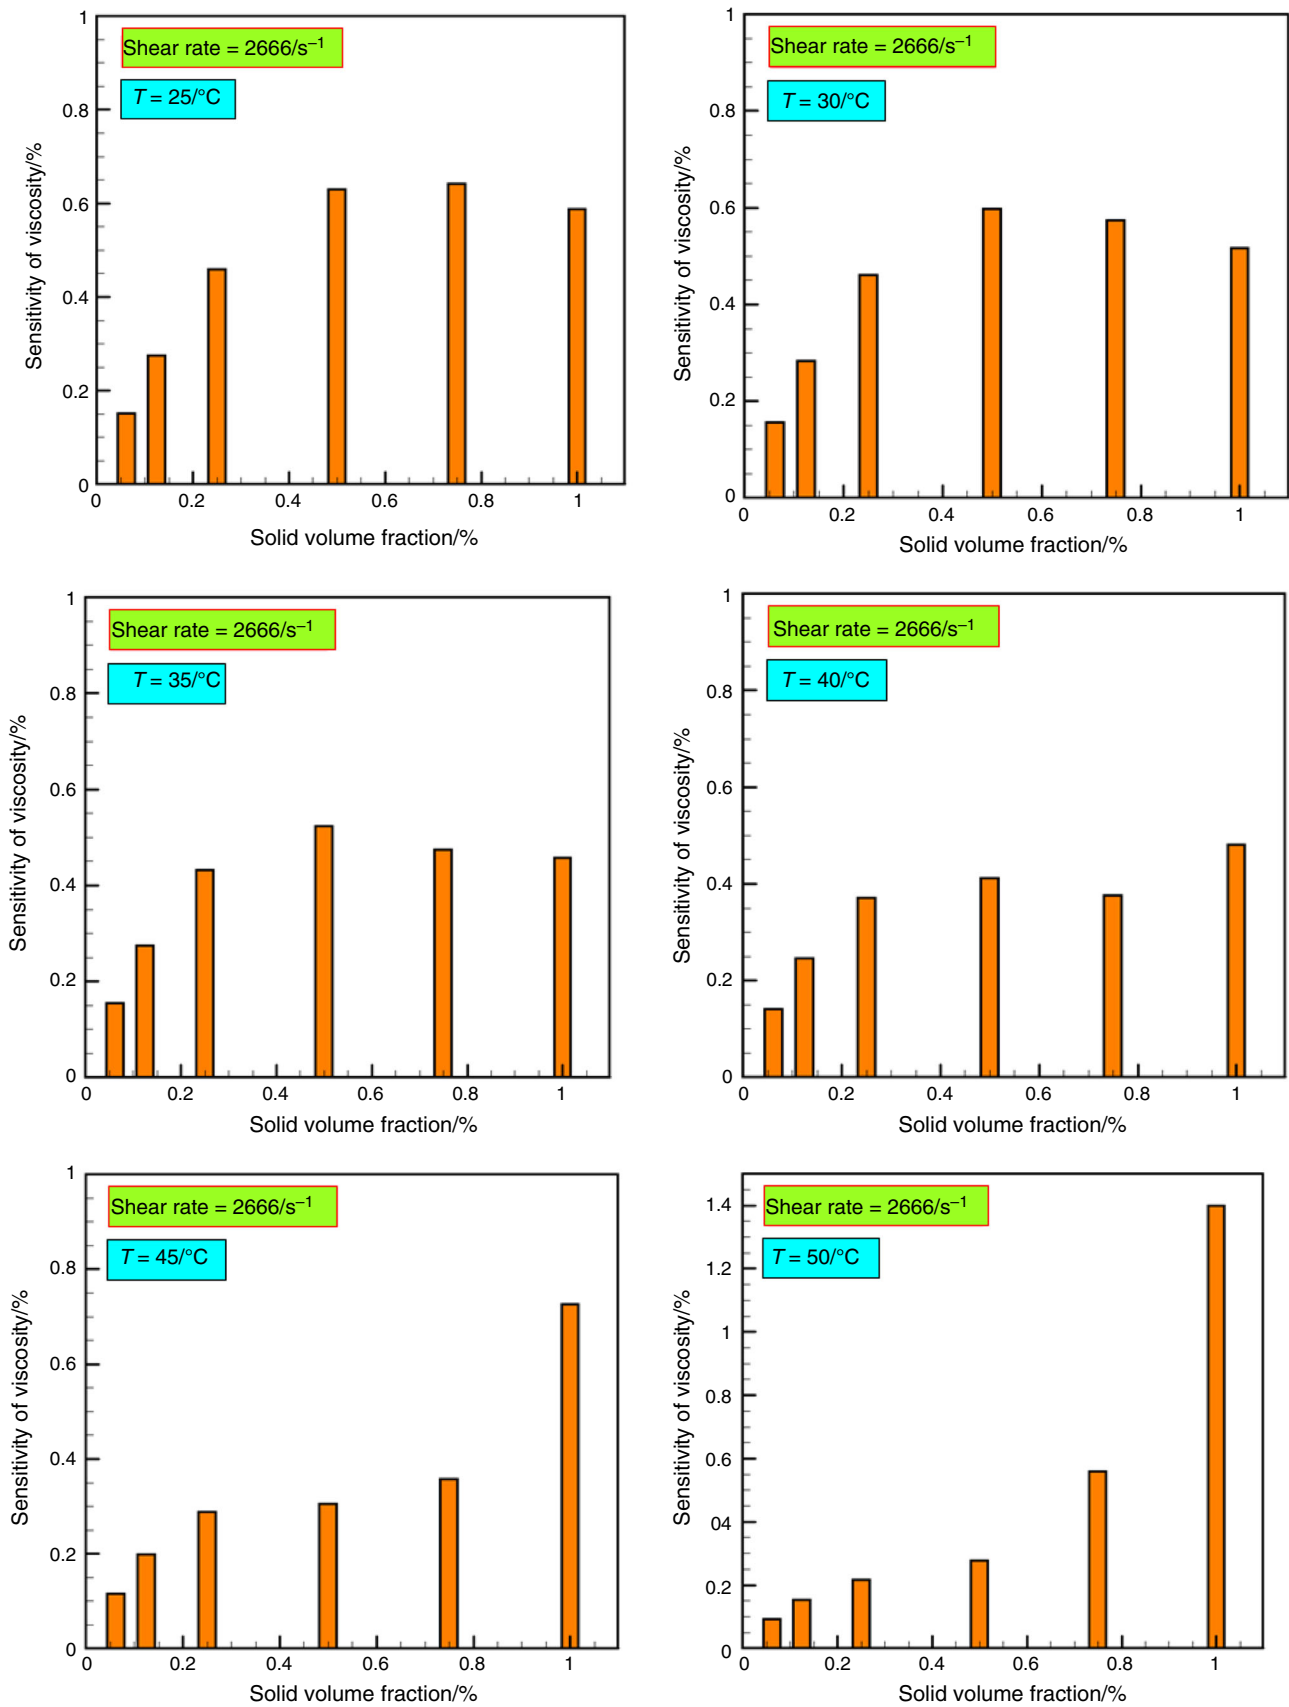 1
Shear rate = 2666/s⁻¹
T = 25/°C
0.8
0.6
0.4
0.2
0
Sensitivity of viscosity/%
0 0.2 0.4 0.6 0.8 1
Solid volume fraction/%
1
Shear rate = 2666/s⁻¹
T = 30/°C
0.8
0.6
0.4
0.2
0
Sensitivity of viscosity/%
0 0.2 0.4 0.6 0.8 1
Solid volume fraction/%
1
Shear rate = 2666/s⁻¹
T = 35/°C
0.8
0.6
0.4
0.2
0
Sensitivity of viscosity/%
0 0.2 0.4 0.6 0.8 1
Solid volume fraction/%
1
Shear rate = 2666/s⁻¹
T = 40/°C
0.8
0.6
0.4
0.2
0
Sensitivity of viscosity/%
0 0.2 0.4 0.6 0.8 1
Solid volume fraction/%
1
Shear rate = 2666/s⁻¹
T = 45/°C
0.8
0.6
0.4
0.2
0
Sensitivity of viscosity/%
0 0.2 0.4 0.6 0.8 1
Solid volume fraction/%
Shear rate = 2666/s⁻¹
T = 50/°C
1.4
1.2
1
0.8
0.6
04
0.2
0
Sensitivity of viscosity/%
0 0.2 0.4 0.6 0.8 1
Solid volume fraction/%